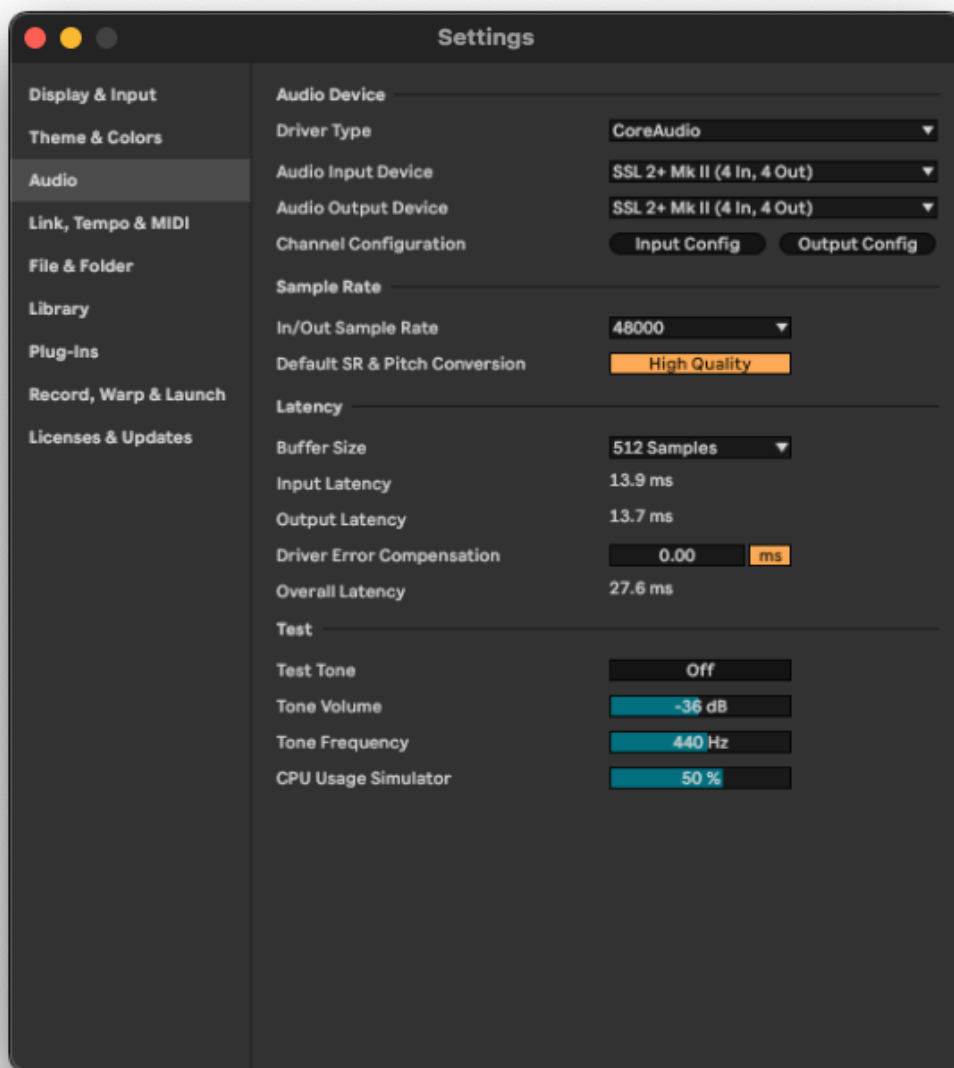 Settings
Display & Input
Theme & Colors
Audio
Link, Tempo & MIDI
File & Folder
Library
Plug-Ins
Record, Warp & Launch
Licenses & Updates
Audio Device
Driver Type CoreAudio
Audio Input Device SSL 2+ Mk II (4 In, 4 Out)
Audio Output Device SSL 2+ Mk II (4 In, 4 Out)
Channel Configuration Input Config Output Config
Sample Rate
In/Out Sample Rate 48000
Default SR & Pitch Conversion High Quality
Latency
Buffer Size 512 Samples
Input Latency 13.9 ms
Output Latency 13.7 ms
Driver Error Compensation 0.00 ms
Overall Latency 27.6 ms
Test
Test Tone Off
Tone Volume -36 dB
Tone Frequency 440 Hz
CPU Usage Simulator 50 %